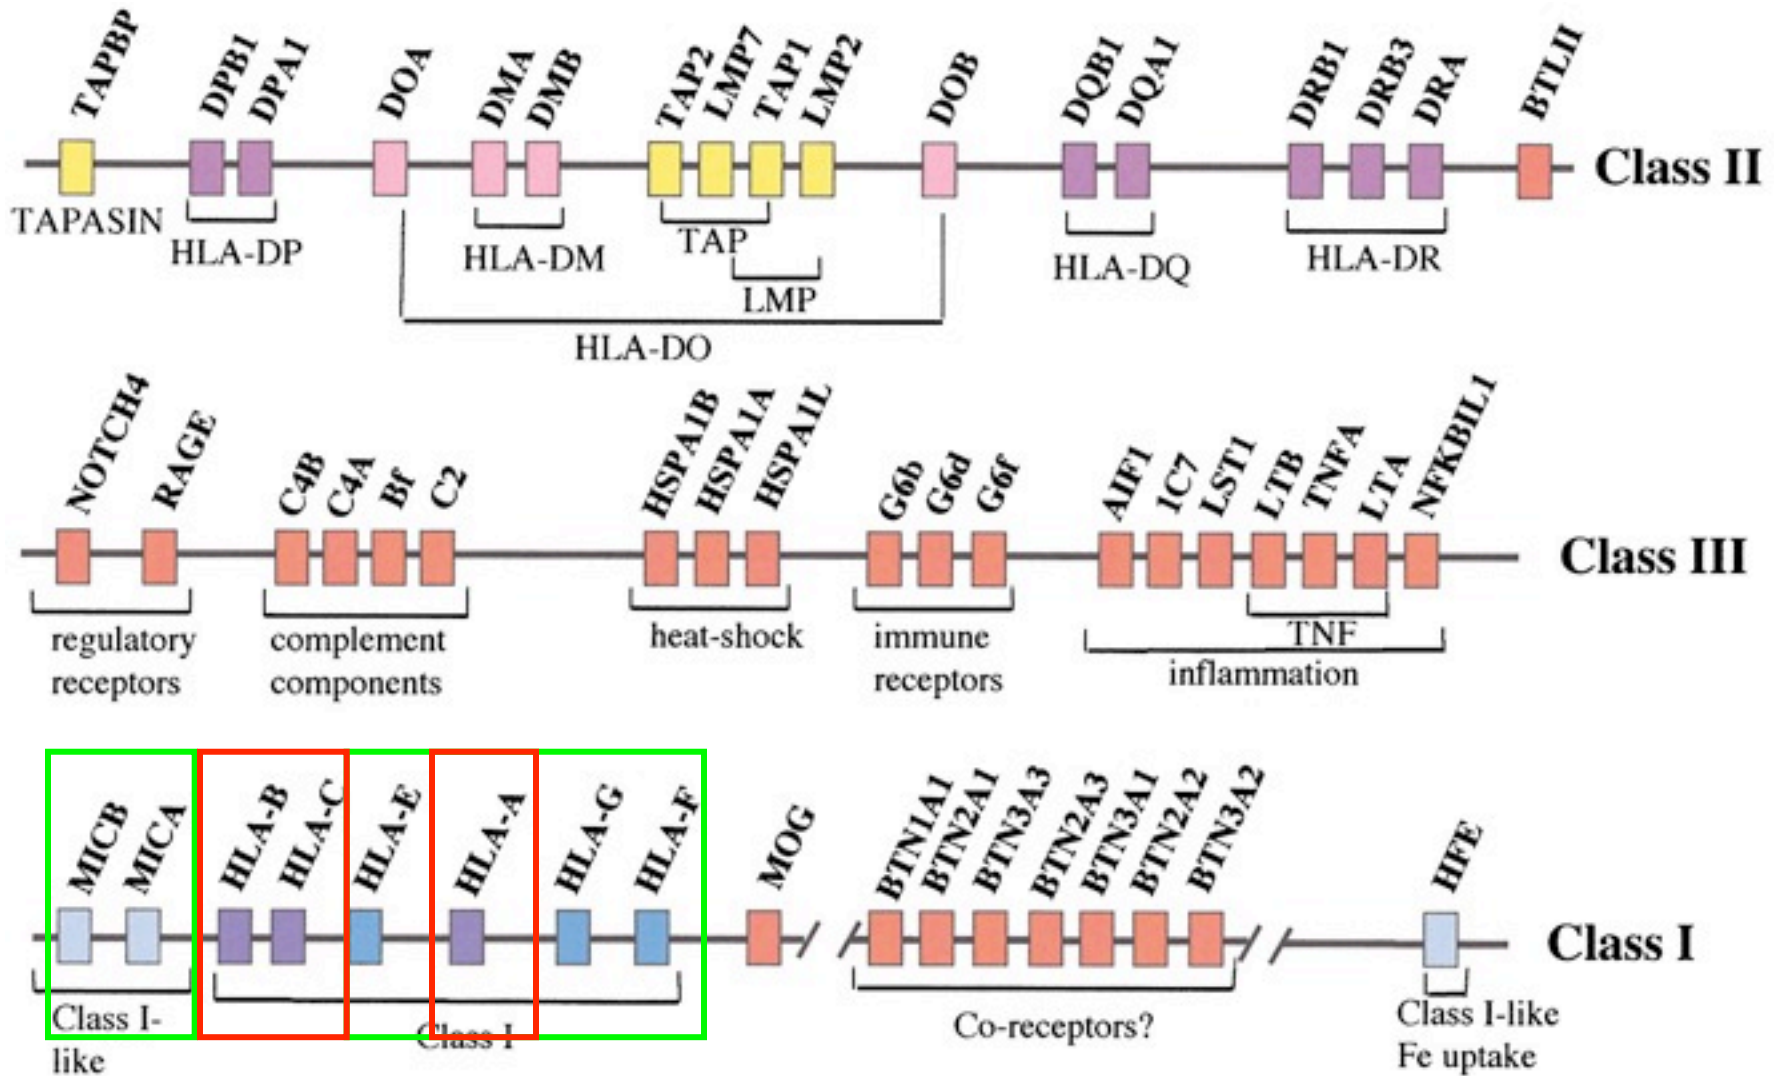 TAPBP
DPB1
DPA1
DOA
DMA
DMB
TAP2
LMP7
TAP1
LMP2
DOB
DQB1
DQA1
DRB1
DRB3
DRA
BTLII
Class II
TAPASIN
HLA-DP
HLA-DM
TAP
LMP
HLA-DO
HLA-DQ
HLA-DR
NOTCH4
RAGE
C4B
C4A
Bf
C2
HSPA1B
HSPA1A
HSPA1L
G6b
G6d
G6f
AIF1
1C7
LST1
LTB
TNFA
LTA
NFKBIL1
Class III
regulatory
receptors
complement
components
heat-shock
immune
receptors
TNF
inflammation
MICB
MICA
HLA-B
HLA-C
HLA-E
HLA-A
HLA-G
HLA-F
MOG
BTN1A1
BTN2A1
BTN3A3
BTN2A3
BTN3A1
BTN2A2
BTN3A2
HFE
Class I
Class I-
like
Class I
Co-receptors?
Class I-like
Fe uptake